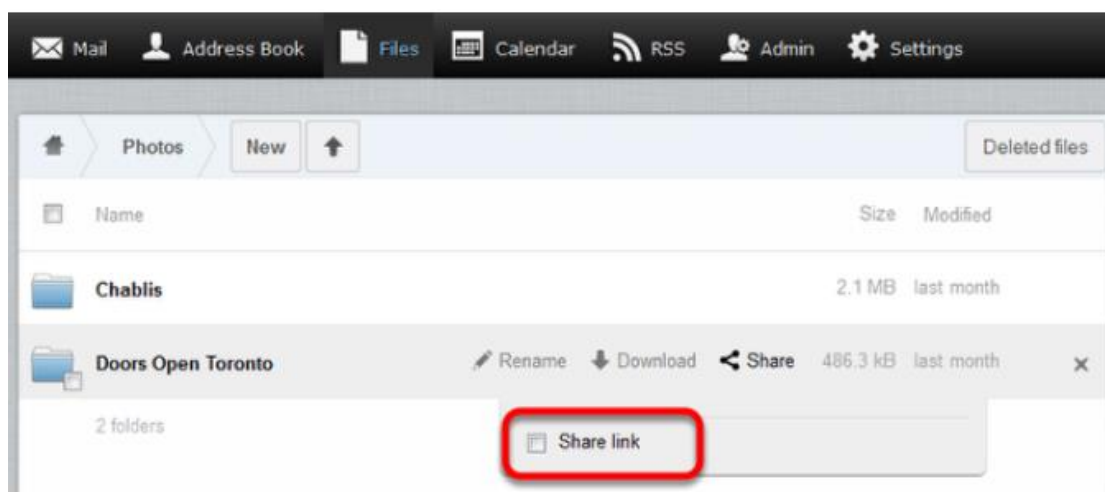 Mail Address Book Files Calendar RSS Admin Settings
Photos New Deleted files
Name Size Modified
Chablis 2.1 MB last month
Doors Open Toronto Rename Download Share 486.3 kB last month
2 folders
Share link